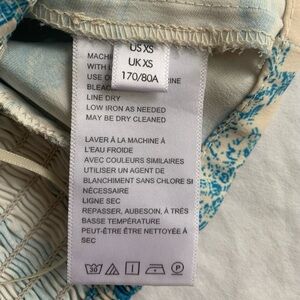 US XS
UK XS
170/80A
MACHI
WITH
USE O
BLEAC
LINE DRY
LOW IRON AS NEEDED
MAY BE DRY CLEANED
LAVER À LA MACHINE À
L'EAU FROIDE
AVEC COULEURS SIMILAIRES
UTILISER UN AGENT DE
BLANCHIMENT SANS CHLORE SI
NÉCESSAIRE
LIGNE SEC
REPASSER, AUBESOIN, À TRÈS
BASSE TEMPÉRATURE
PEUT-ÊTRE ÊTRE NETTOYÉE À
SEC
30
P